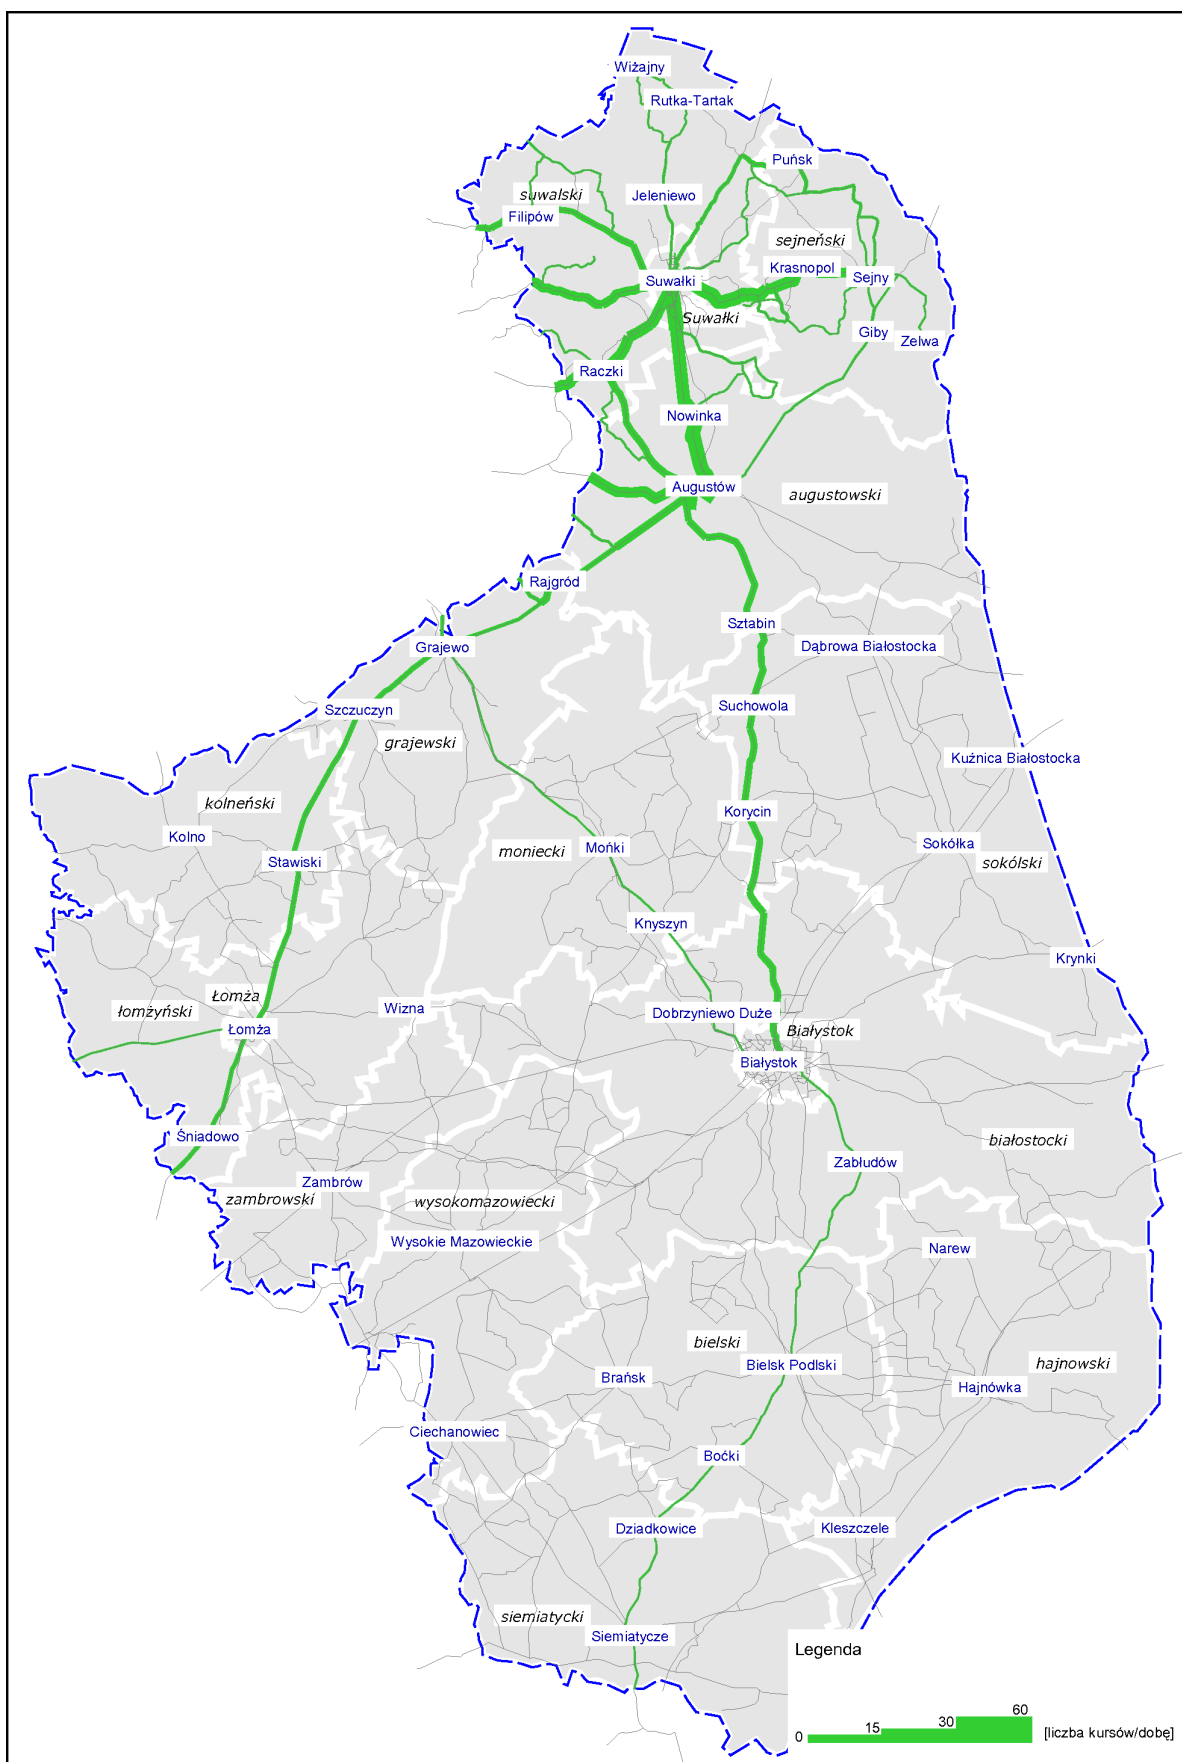 Wiżajny
Rutka-Tartak
Puńsk
suwalski
Jeleniewo
Filipów
sejneński
Krasnopol
Suwałki
Sejny
Suwałki
Giby
Zelwa
Raczki
Nowinka
Augustów
augustowski
Rajgród
Sztabin
Grajewo
Dąbrowa Białostocka
Suchowola
Szczuczyn
grajewski
Kuźnica Białostocka
kolneński
Korycin
Kolno
Mońki
moniecki
Sokółka
Stawiski
sokólski
Knyszyn
Krynki
Łomża
łomżyński
Wizna
Dobrzyniewo Duże
Łomża
Białystok
Białystok
Śniadowo
białostocki
Zabłudów
Zambrów
zambrowski
wysokomazowiecki
Wysokie Mazowieckie
Narew
bielski
Bielsk Podlski
hajnowski
Brańsk
Hajnówka
Ciechanowiec
Boćki
Dziadkowice
Kleszczele
siemiatycki
Siemiatycze
Legenda
0 15 30 60
[liczba kursów/dobę]